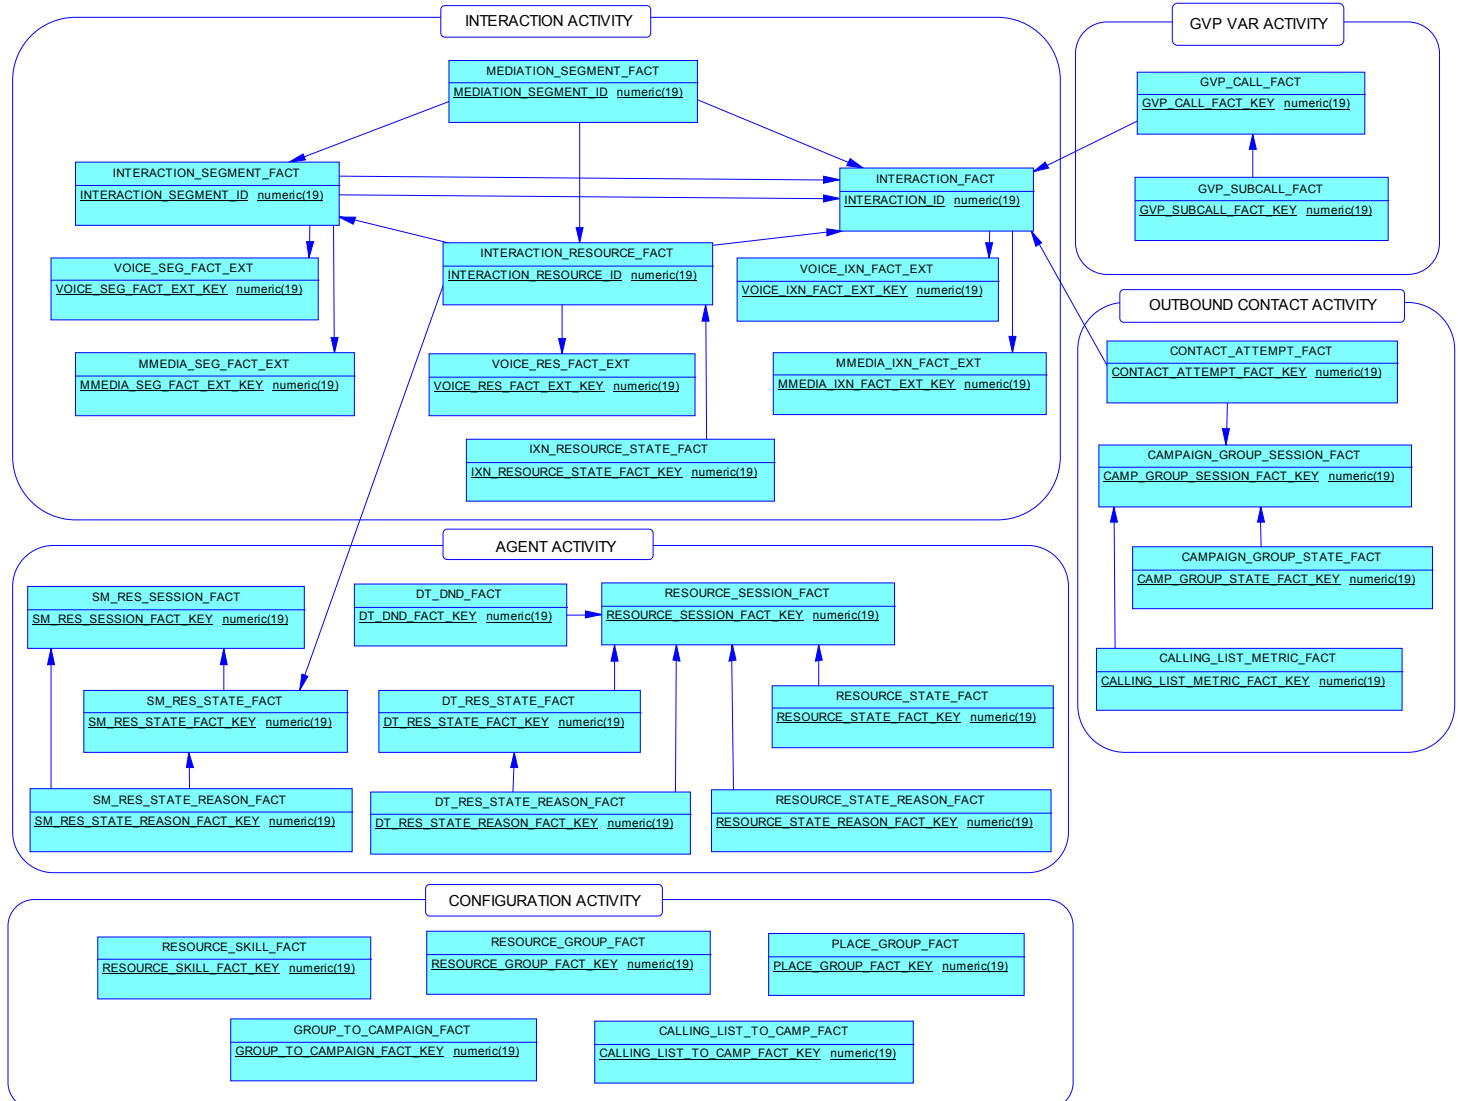 INTERACTION ACTIVITY
MEDIATION_SEGMENT_FACT
MEDIATION_SEGMENT_ID numeric(19)
INTERACTION_SEGMENT_FACT
INTERACTION_SEGMENT_ID numeric(19)
INTERACTION_FACT
INTERACTION_ID numeric(19)
INTERACTION_RESOURCE_FACT
INTERACTION_RESOURCE_ID numeric(19)
VOICE_SEG_FACT_EXT
VOICE_SEG_FACT_EXT_KEY numeric(19)
VOICE_IXN_FACT_EXT
VOICE_IXN_FACT_EXT_KEY numeric(19)
MMEDIA_SEG_FACT_EXT
MMEDIA_SEG_FACT_EXT_KEY numeric(19)
VOICE_RES_FACT_EXT
VOICE_RES_FACT_EXT_KEY numeric(19)
MMEDIA_IXN_FACT_EXT
MMEDIA_IXN_FACT_EXT_KEY numeric(19)
IXN_RESOURCE_STATE_FACT
IXN_RESOURCE_STATE_FACT_KEY numeric(19)
GVP VAR ACTIVITY
GVP_CALL_FACT
GVP_CALL_FACT_KEY numeric(19)
GVP_SUBCALL_FACT
GVP_SUBCALL_FACT_KEY numeric(19)
OUTBOUND CONTACT ACTIVITY
CONTACT_ATTEMPT_FACT
CONTACT_ATTEMPT_FACT_KEY numeric(19)
CAMPAIGN_GROUP_SESSION_FACT
CAMP_GROUP_SESSION_FACT_KEY numeric(19)
CAMPAIGN_GROUP_STATE_FACT
CAMP_GROUP_STATE_FACT_KEY numeric(19)
CALLING_LIST_METRIC_FACT
CALLING_LIST_METRIC_FACT_KEY numeric(19)
AGENT ACTIVITY
SM_RES_SESSION_FACT
SM_RES_SESSION_FACT_KEY numeric(19)
DT_DND_FACT
DT_DND_FACT_KEY numeric(19)
RESOURCE_SESSION_FACT
RESOURCE_SESSION_FACT_KEY numeric(19)
SM_RES_STATE_FACT
SM_RES_STATE_FACT_KEY numeric(19)
DT_RES_STATE_FACT
DT_RES_STATE_FACT_KEY numeric(19)
RESOURCE_STATE_FACT
RESOURCE_STATE_FACT_KEY numeric(19)
SM_RES_STATE_REASON_FACT
SM_RES_STATE_REASON_FACT_KEY numeric(19)
DT_RES_STATE_REASON_FACT
DT_RES_STATE_REASON_FACT_KEY numeric(19)
RESOURCE_STATE_REASON_FACT
RESOURCE_STATE_REASON_FACT_KEY numeric(19)
CONFIGURATION ACTIVITY
RESOURCE_SKILL_FACT
RESOURCE_SKILL_FACT_KEY numeric(19)
RESOURCE_GROUP_FACT
RESOURCE_GROUP_FACT_KEY numeric(19)
PLACE_GROUP_FACT
PLACE_GROUP_FACT_KEY numeric(19)
GROUP_TO_CAMPAIGN_FACT
GROUP_TO_CAMPAIGN_FACT_KEY numeric(19)
CALLING_LIST_TO_CAMP_FACT
CALLING_LIST_TO_CAMP_FACT_KEY numeric(19)